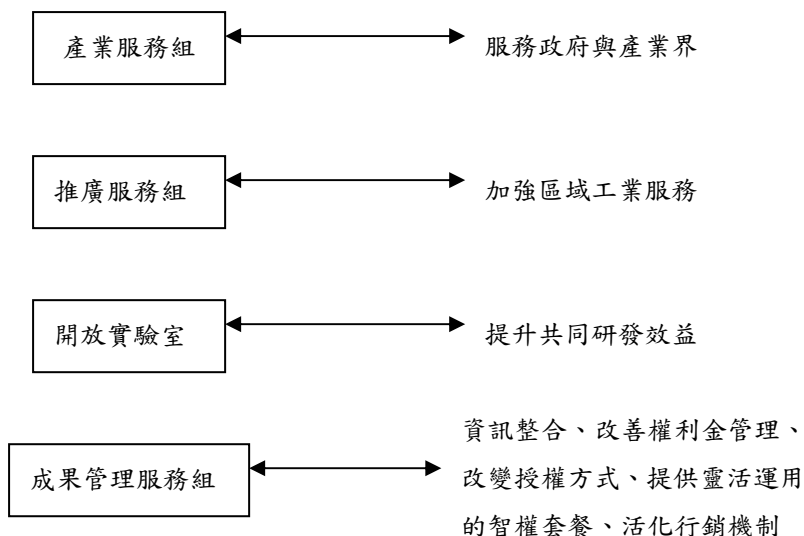 產業服務組
服務政府與產業界
推廣服務組
加強區域工業服務
開放實驗室
提升共同研發效益
成果管理服務組
資訊整合、改善權利金管理、
改變授權方式、提供靈活運用
的智權套餐、活化行銷機制